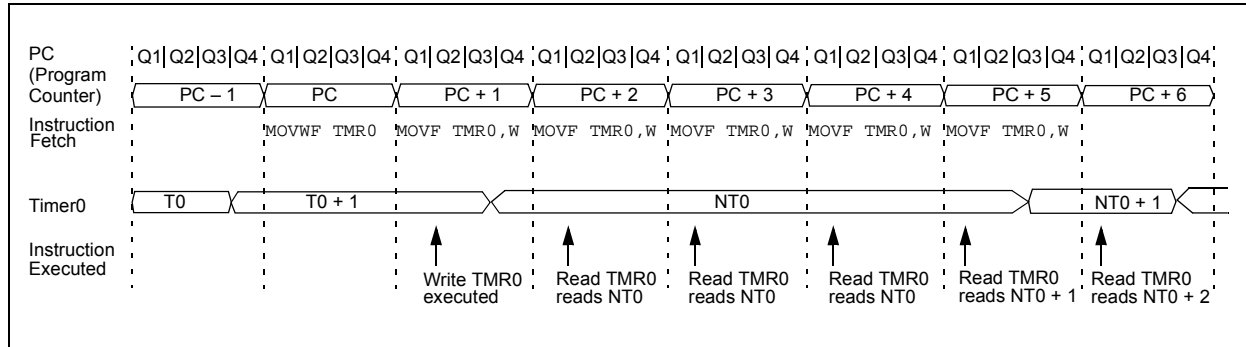 PC
(Program
Counter)
Q1 Q2 Q3 Q4 Q1 Q2 Q3 Q4 Q1 Q2 Q3 Q4 Q1 Q2 Q3 Q4 Q1 Q2 Q3 Q4 Q1 Q2 Q3 Q4 Q1 Q2 Q3 Q4 Q1 Q2 Q3 Q4
PC – 1 PC PC + 1 PC + 2 PC + 3 PC + 4 PC + 5 PC + 6
Instruction
Fetch
MOVWF TMR0 MOVF TMR0,W MOVF TMR0,W MOVF TMR0,W MOVF TMR0,W MOVF TMR0,W
Timer0
T0 T0 + 1 NT0 NT0 + 1
Instruction
Executed
Write TMR0
executed
Read TMR0
reads NT0
Read TMR0
reads NT0
Read TMR0
reads NT0
Read TMR0
reads NT0 + 1
Read TMR0
reads NT0 + 2